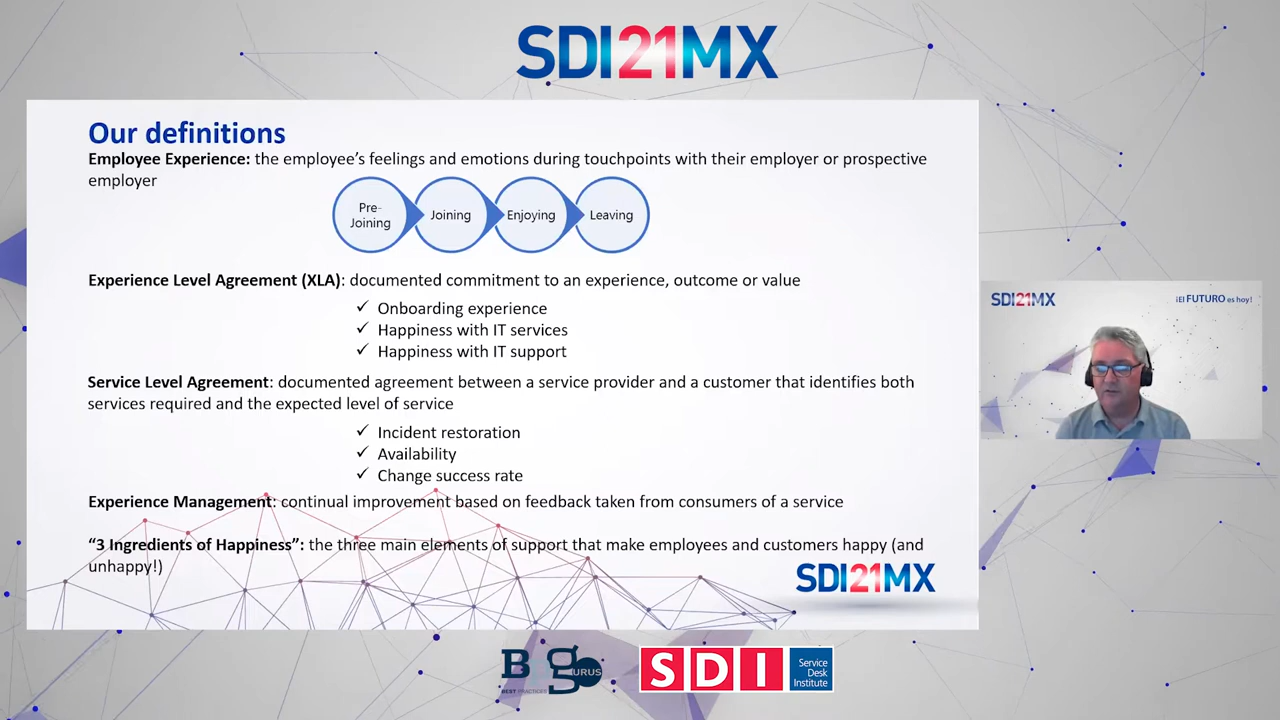 SDI21MX
Our definitions
Employee Experience: the employee's feelings and emotions during touchpoints with their employer or prospective
employer
Pre-
Joining
Joining
Enjoying
Leaving
Experience Level Agreement (XLA): documented commitment to an experience, outcome or value
✓ Onboarding experience
✓ Happiness with IT services
✓ Happiness with IT support
Service Level Agreement: documented agreement between a service provider and a customer that identifies both
services required and the expected level of service
✓ Incident restoration
✓ Availability
✓ Change success rate
Experience Management: continual improvement based on feedback taken from consumers of a service
“3 Ingredients of Happiness”: the three main elements of support that make employees and customers happy (and
unhappy!)
SDI21MX
SDI21MX
¡El FUTURO es hoy!
B g URUS
BEST PRACTICES
SDI
Service
Desk
Institute